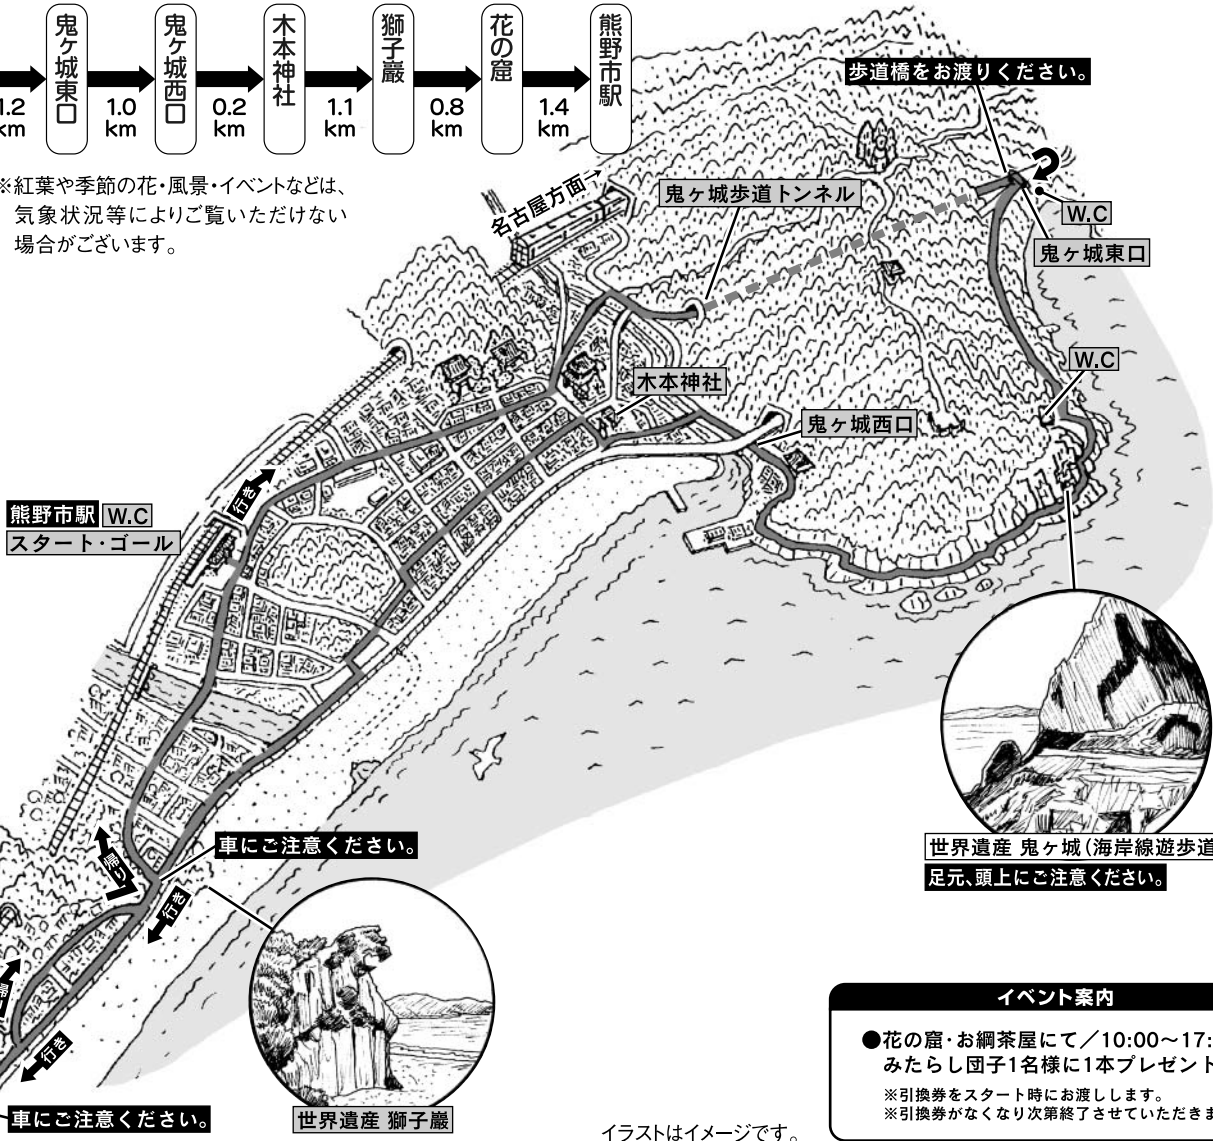 鬼ヶ城東口
鬼ヶ城西口
木本神社
獅子巖
花の窟
熊野市駅
1.2
km
1.0
km
0.2
km
1.1
km
0.8
km
1.4
km
※紅葉や季節の花・風景・イベントなどは、
気象状況等によりご覧いただけない
場合がございます。
歩道橋をお渡りください。
名古屋方面→
鬼ヶ城歩道トンネル
W.C
鬼ヶ城東口
W.C
木本神社
鬼ヶ城西口
行き
熊野市駅 W.C
スタート・ゴール
世界遺産 鬼ヶ城(海岸線遊歩道
足元、頭上にご注意ください。
車にご注意ください。
帰り
行き
帰り
行き
車にご注意ください。
世界遺産 獅子巖
イベント案内
●花の窟・お綱茶屋にて/10:00〜17:
みたらし団子1名様に1本プレゼント
※引換券をスタート時にお渡しします。
※引換券がなくなり次第終了させていただきま
イラストはイメージです。